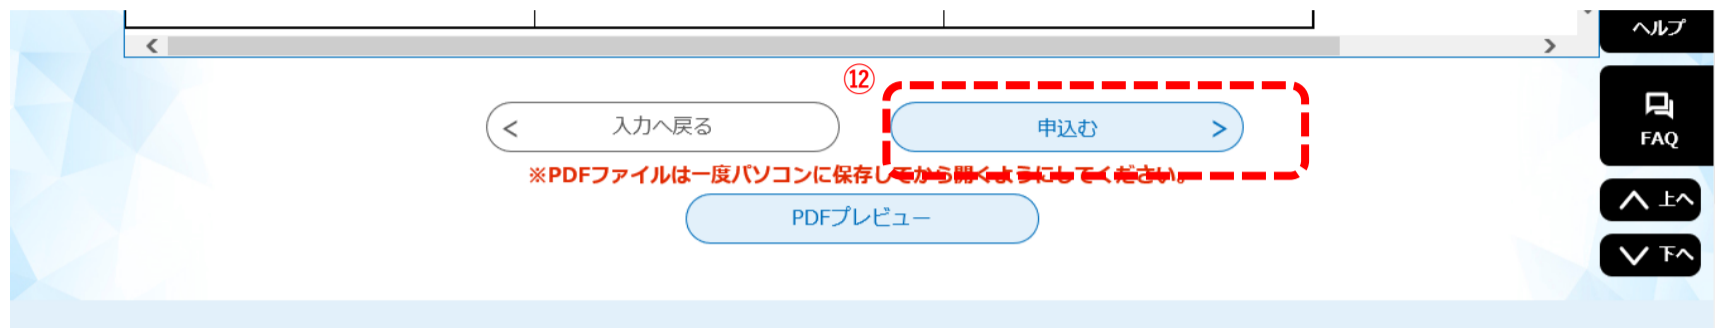 ヘルプ
⑫
< 入力へ戻る
申込む >
※PDFファイルは一度パソコンに保存してから開くようにしてください。
PDFプレビュー
FAQ
上へ
下へ